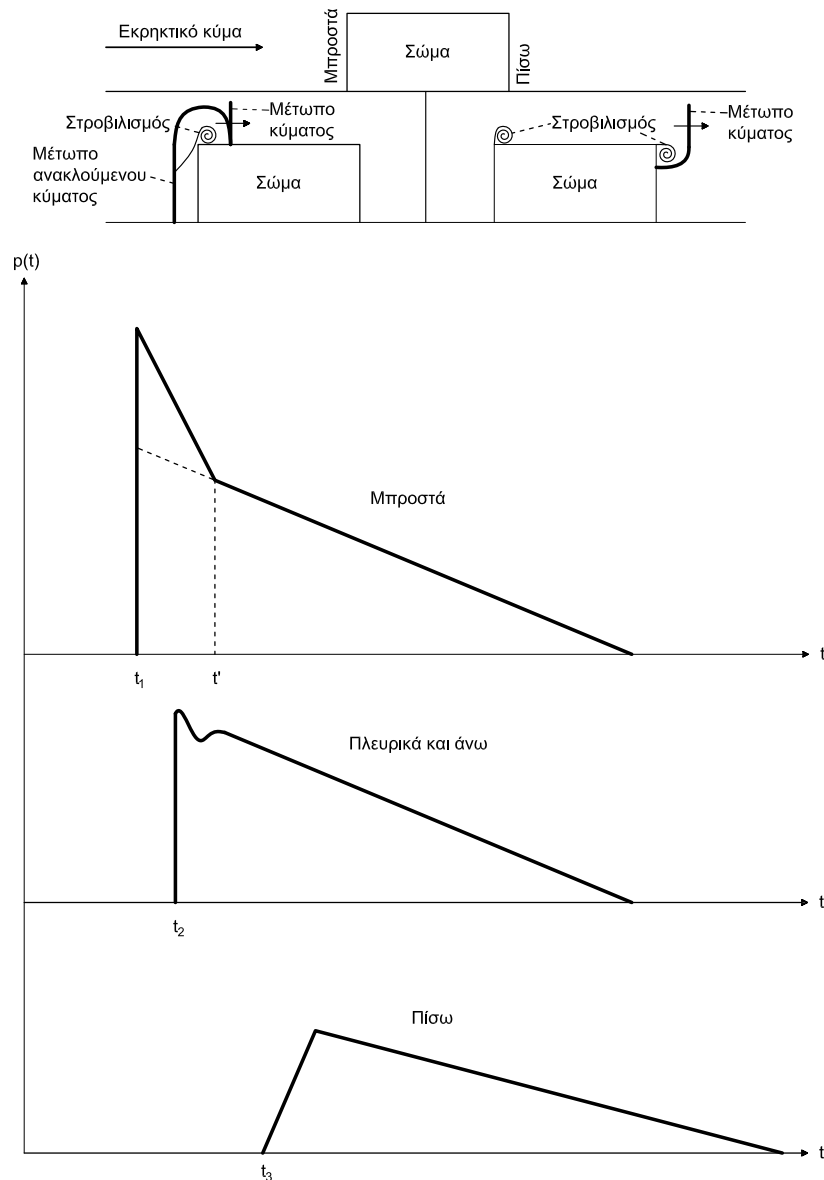 Εκρηκτικό κύμα
Μπροστά
Σώμα
Πίσω
Στροβιλισμός
Μέτωπο
κύματος
Μέτωπο
ανακλούμενου
κύματος
Σώμα
Στροβιλισμός
Μέτωπο
κύματος
Σώμα
p(t)
Μπροστά
t
t1
t'
Πλευρικά και άνω
t
t2
Πίσω
t
t3